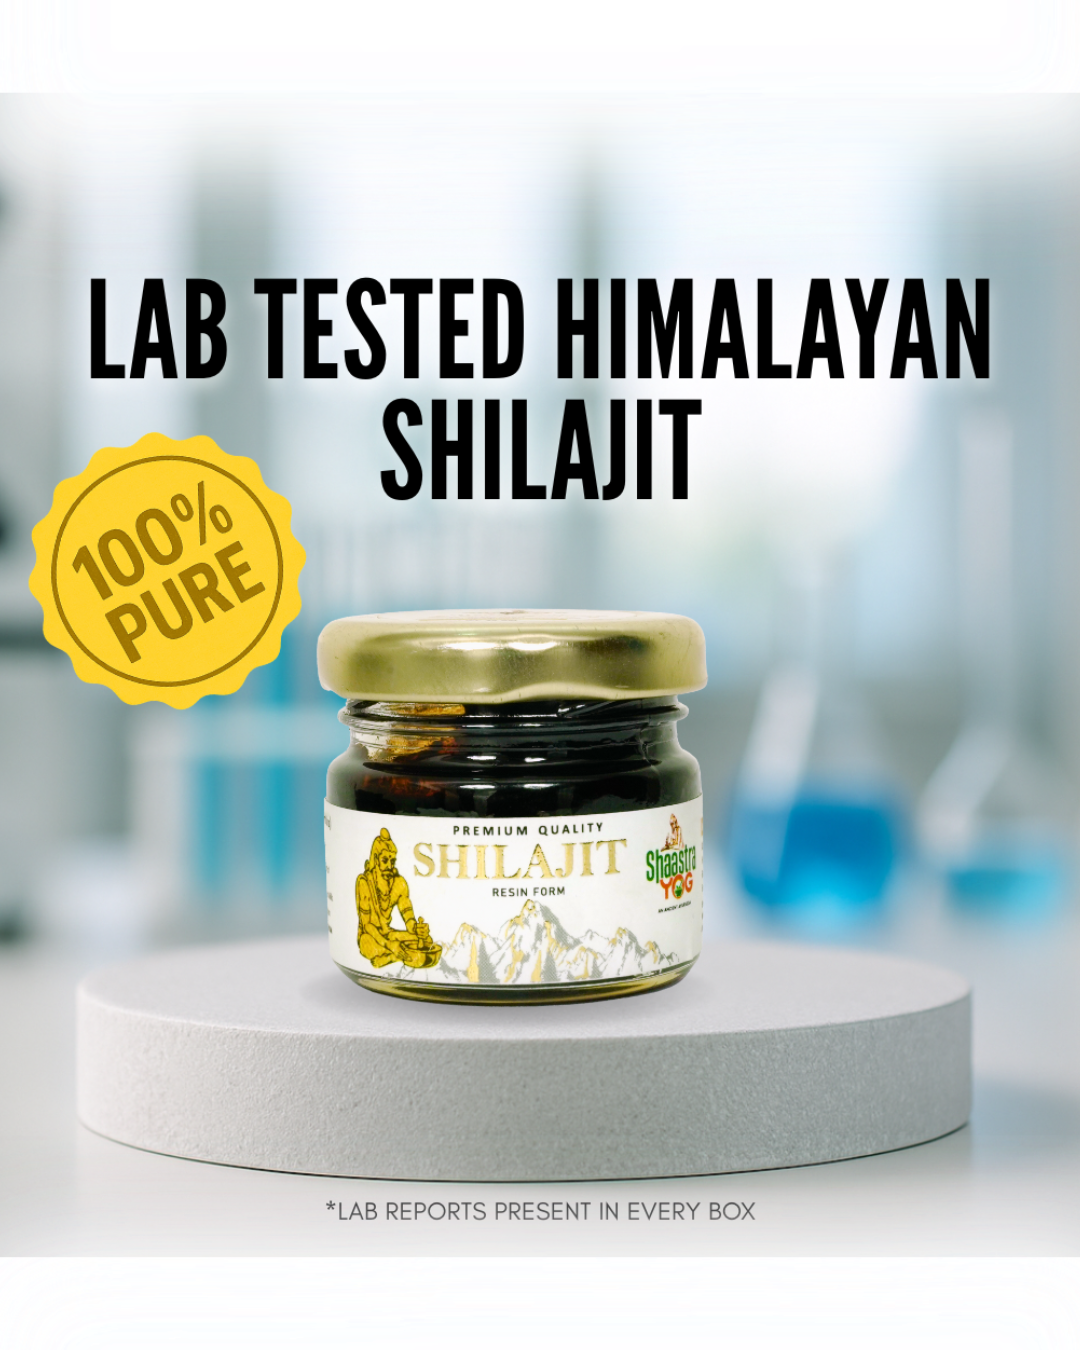 LAB TESTED HIMALAYAN
SHILAJIT
100%
PURE
PREMIUM QUALITY
SHILAJIT
RESIN FORM
Shaastra
YOG
*LAB REPORTS PRESENT IN EVERY BOX